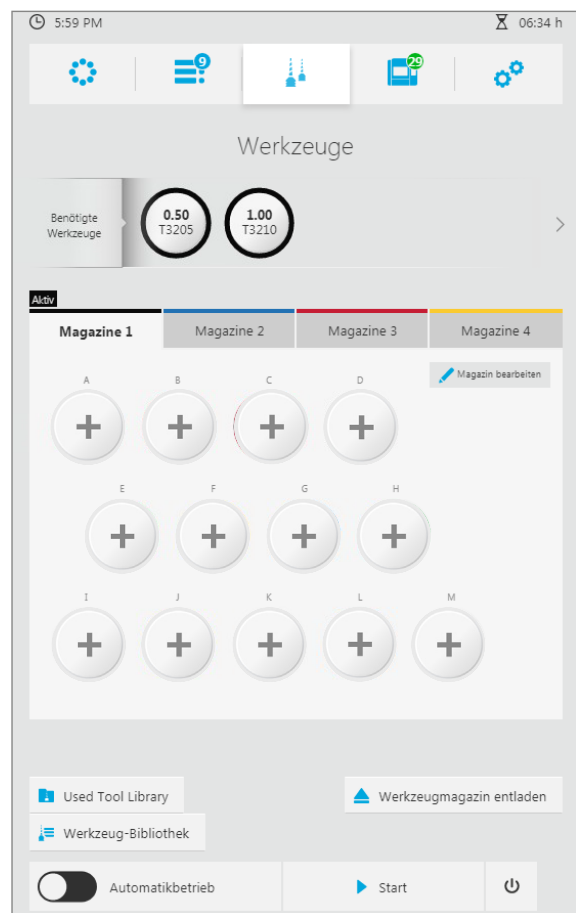 5:59 PM
06:34 h
9
29
Werkzeuge
Benötigte
Werkzeuge
0.50
T3205
1.00
T3210
Aktiv
Magazine 1
Magazine 2
Magazine 3
Magazine 4
Magazin bearbeiten
A
B
C
D
E
F
G
H
I
J
K
L
M
Used Tool Library
Werkzeugmagazin entladen
Werkzeug-Bibliothek
Automatikbetrieb
Start